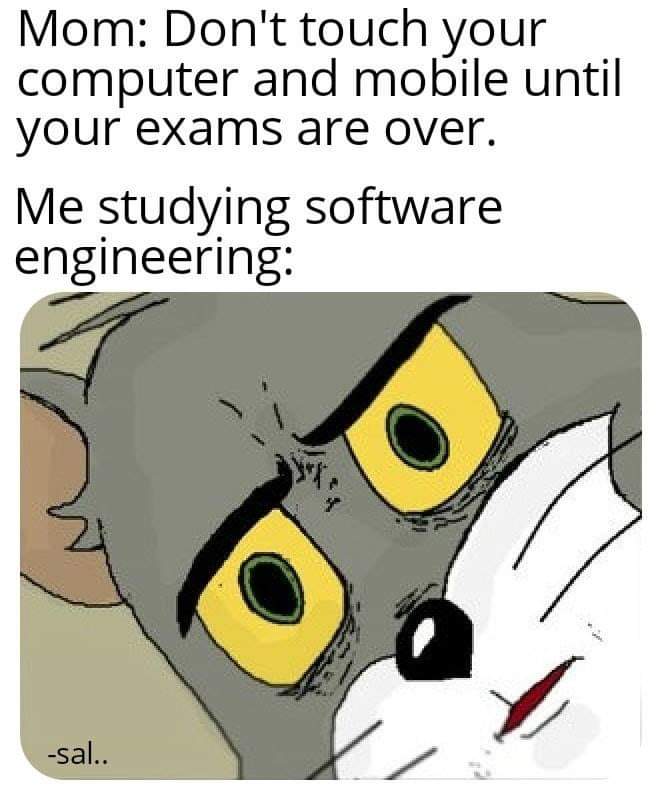 Mom: Don't touch your
computer and mobile until
your exams are over.
Me studying software
engineering:
-sal..